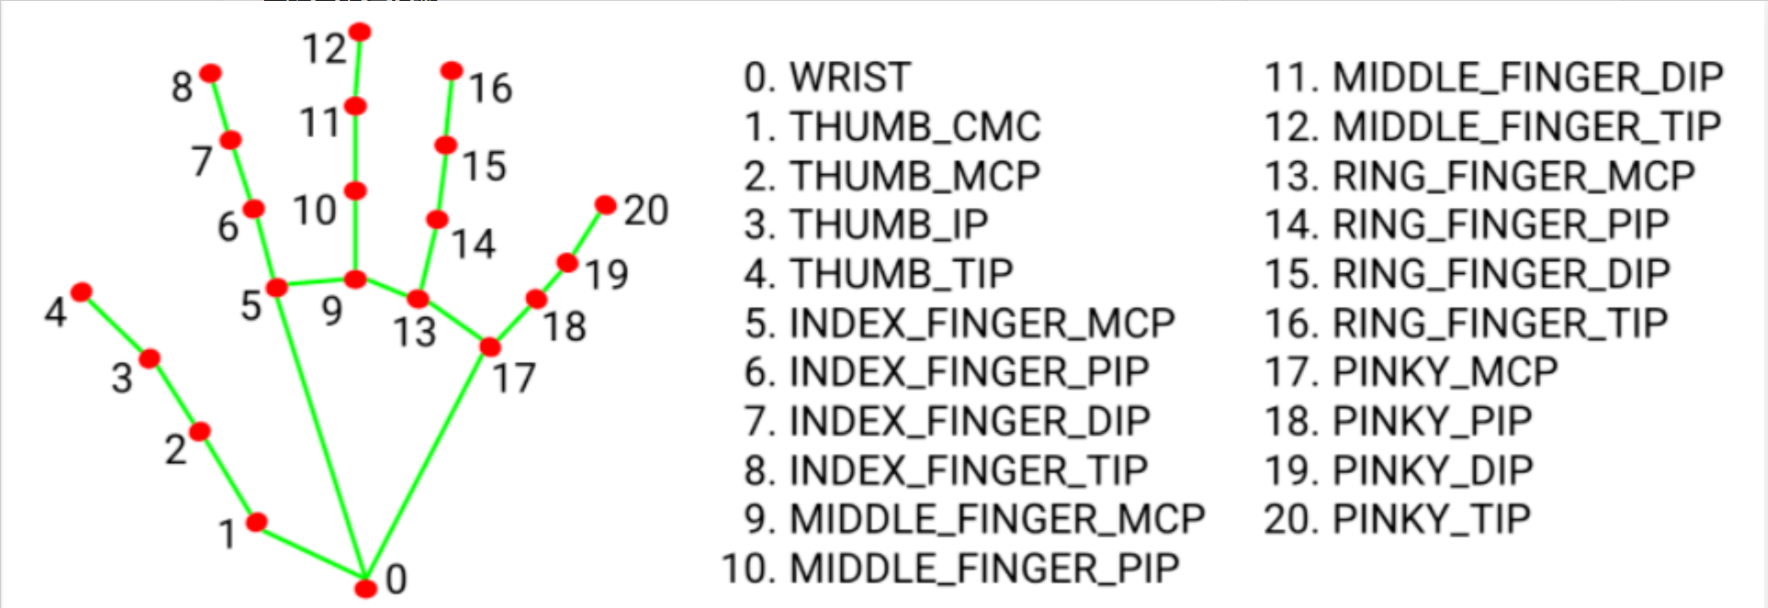 12
8
16
11
7
15
10
6
14
20
19
5
9
13
18
4
17
3
2
1
0
0. WRIST
1. THUMB_CMC
2. THUMB_MCP
3. THUMB_IP
4. THUMB_TIP
5. INDEX_FINGER_MCP
6. INDEX_FINGER_PIP
7. INDEX_FINGER_DIP
8. INDEX_FINGER_TIP
9. MIDDLE_FINGER_MCP
10. MIDDLE_FINGER_PIP
11. MIDDLE_FINGER_DIP
12. MIDDLE_FINGER_TIP
13. RING_FINGER_MCP
14. RING_FINGER_PIP
15. RING_FINGER_DIP
16. RING_FINGER_TIP
17. PINKY_MCP
18. PINKY_PIP
19. PINKY_DIP
20. PINKY_TIP